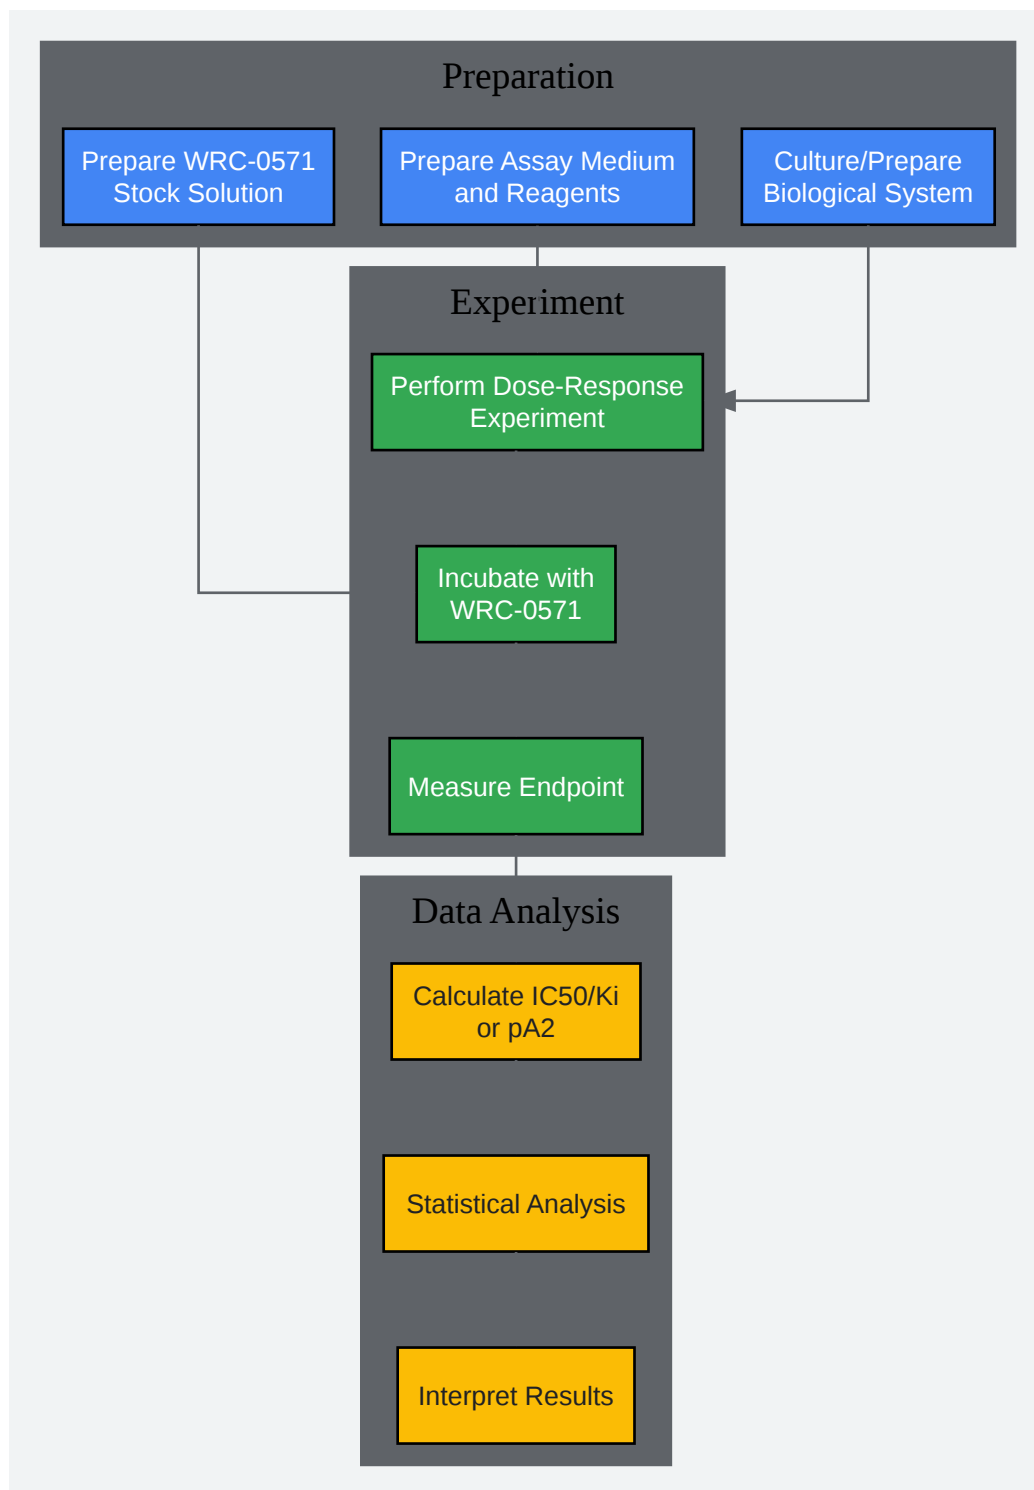 Preparation
Prepare WRC-0571
Stock Solution
Prepare Assay Medium
and Reagents
Culture/Prepare
Biological System
Experiment
Perform Dose-Response
Experiment
Incubate with
WRC-0571
Measure Endpoint
Data Analysis
Calculate IC50/Ki
or pA2
Statistical Analysis
Interpret Results